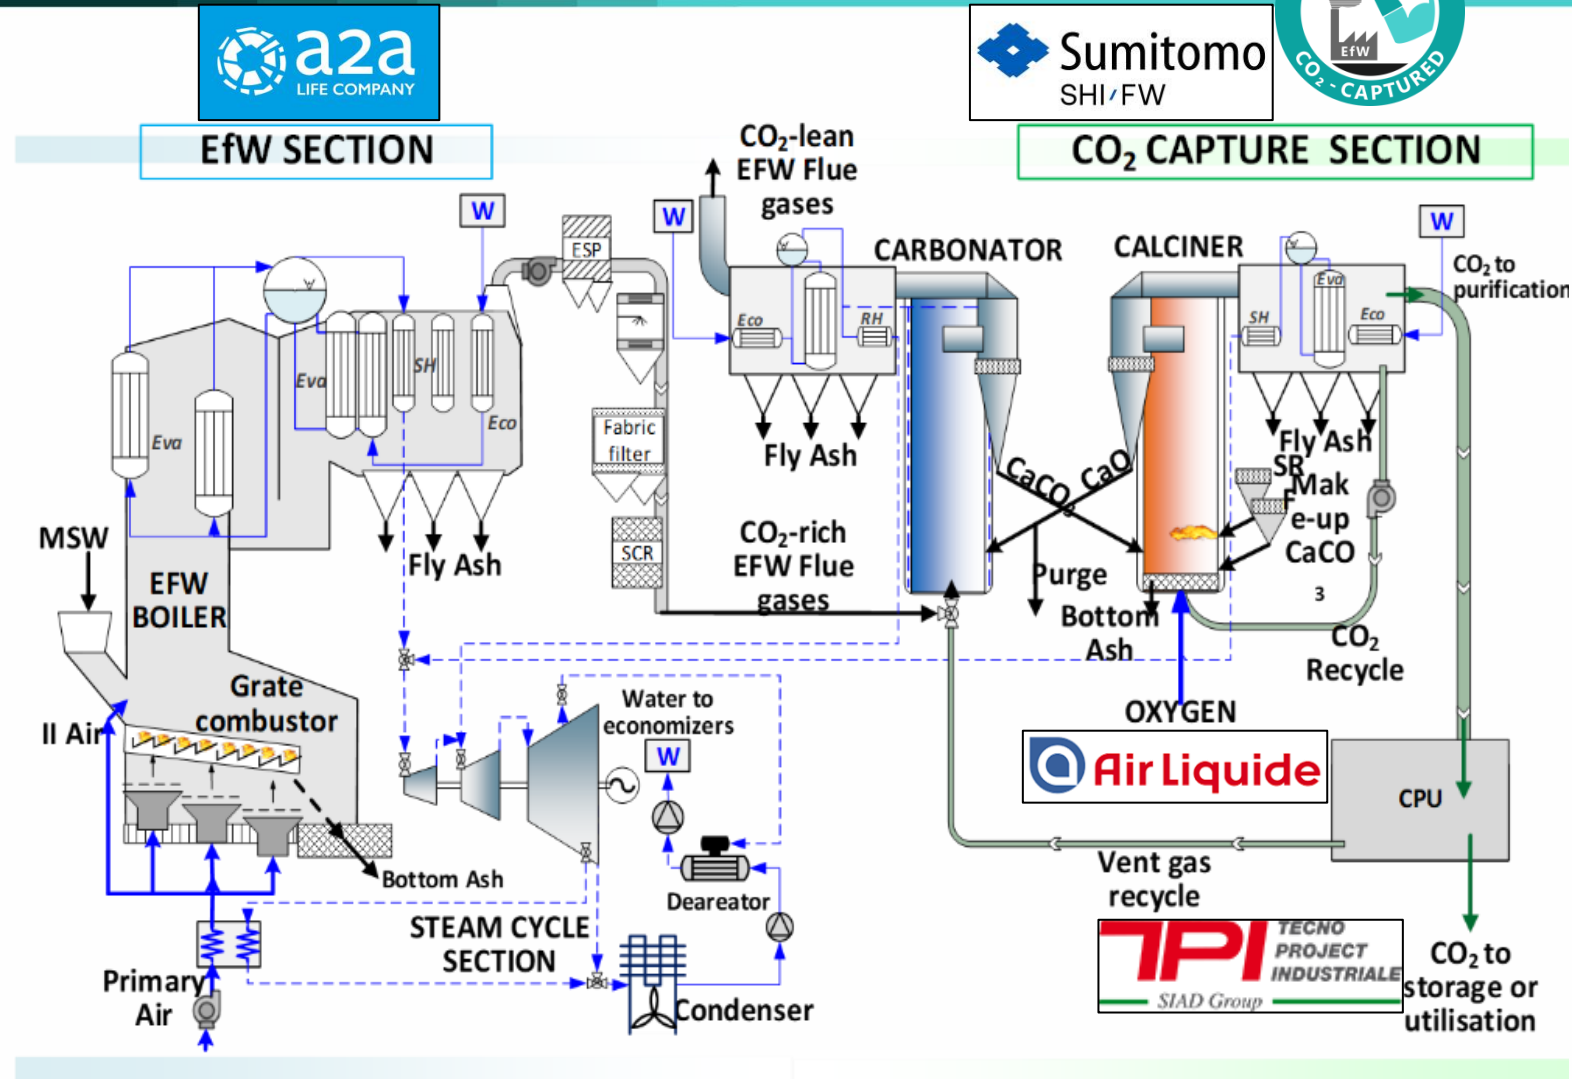 a2a
LIFE COMPANY
Sumitomo
SHI/FW
EfW
CO2 - CAPTURED
EfW SECTION
CO2 CAPTURE SECTION
CO2-lean
EFW Flue
gases
W
W
W
ESP
CARBONATOR
CALCINER
CO2 to
purification
Eco
RH
SH
Eva
Eco
Eva
SH
Eco
Eva
Fabric
filter
Fly Ash
Fly Ash
CaCO3
CaO
SRF
Mak
e-up
CaCO
3
MSW
SCR
CO2-rich
EFW Flue
gases
Fly Ash
Purge
EFW
BOILER
Bottom
Ash
CO2
Recycle
Grate
combustor
II Air
Water to
economizers
W
OXYGEN
Air Liquide
CPU
Bottom Ash
Deareator
Vent gas
recycle
STEAM CYCLE
SECTION
TPI
TECNO
PROJECT
INDUSTRIALE
SIAD Group
Primary
Air
Condenser
CO2 to
storage or
utilisation